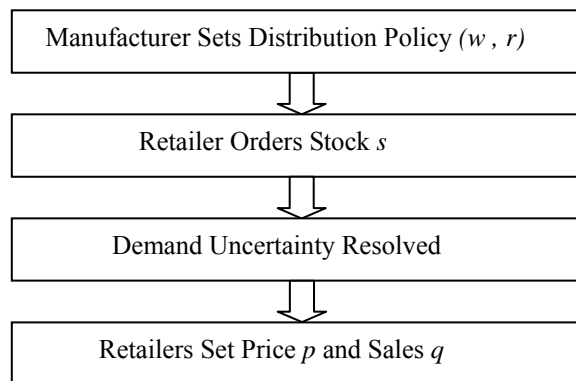 Manufacturer Sets Distribution Policy (w , r)
Retailer Orders Stock s
Demand Uncertainty Resolved
Retailers Set Price p and Sales q